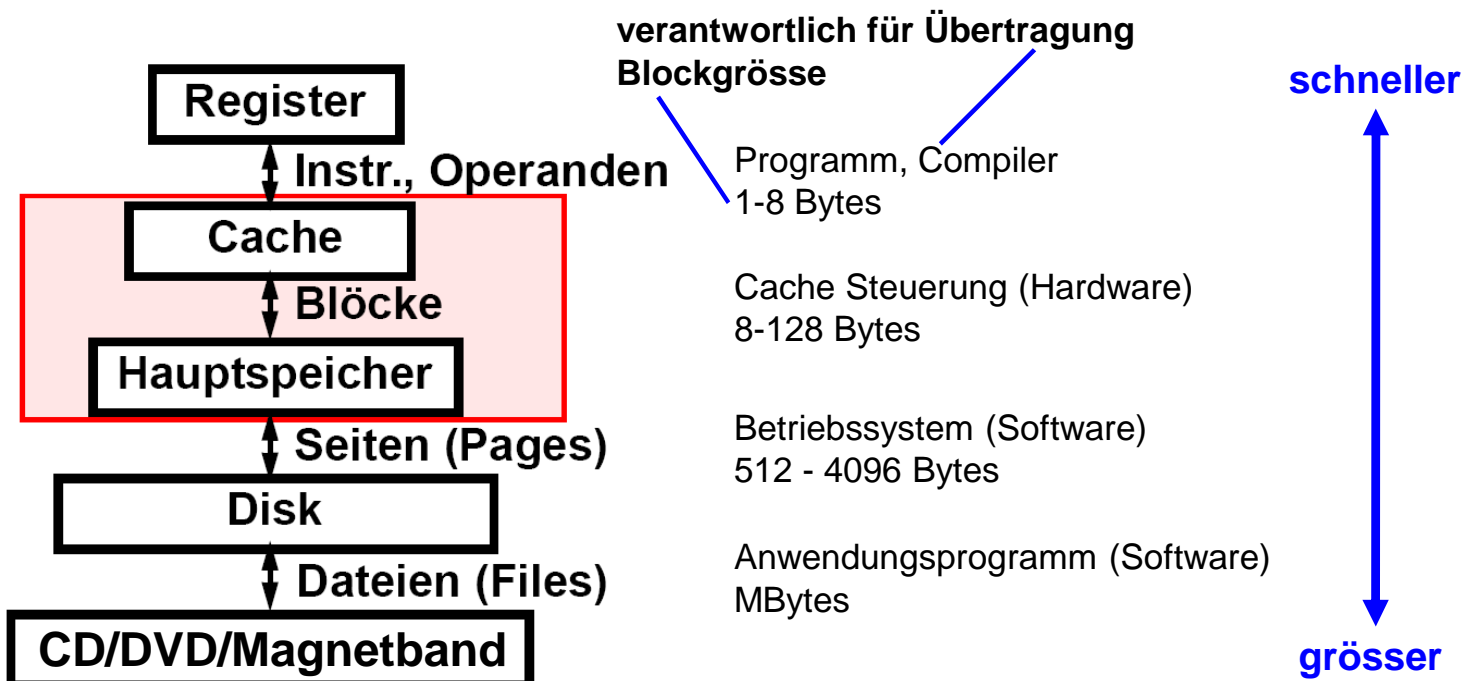 verantwortlich für Übertragung
Blockgrösse
schneller
Register
Instr., Operanden
Programm, Compiler
1-8 Bytes
Cache
Blöcke
Cache Steuerung (Hardware)
8-128 Bytes
Hauptspeicher
Seiten (Pages)
Betriebssystem (Software)
512 - 4096 Bytes
Disk
Dateien (Files)
Anwendungsprogramm (Software)
MBytes
CD/DVD/Magnetband
grösser